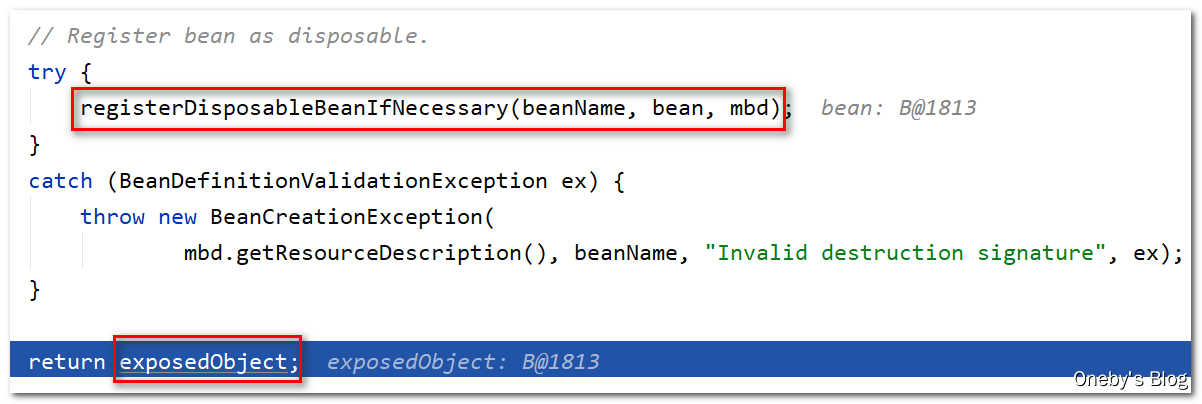 // Register bean as disposable.
try {
registerDisposableBeanIfNecessary(beanName, bean, mbd); bean: B@1813
}
catch (BeanDefinitionValidationException ex) {
throw new BeanCreationException(
mbd.getResourceDescription(), beanName, "Invalid destruction signature", ex);
}
return exposedObject; exposedObject: B@1813
Oneby's Blog